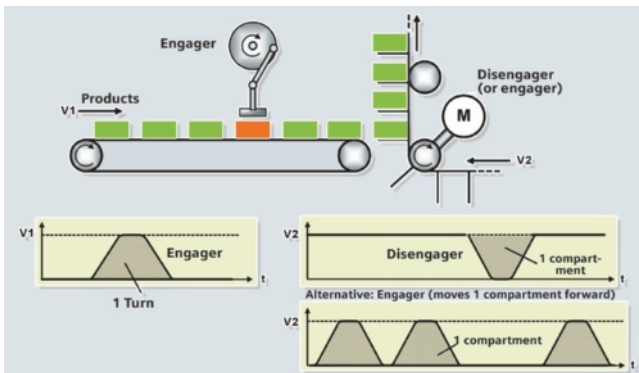 Engager
Products
V1
Disengager
(or engager)
M
V2
V1
Engager
1 Turn
t
V2
Disengager
1 compart-
ment
t
Alternative: Engager (moves 1 compartment forward)
V2
1 compartment
t